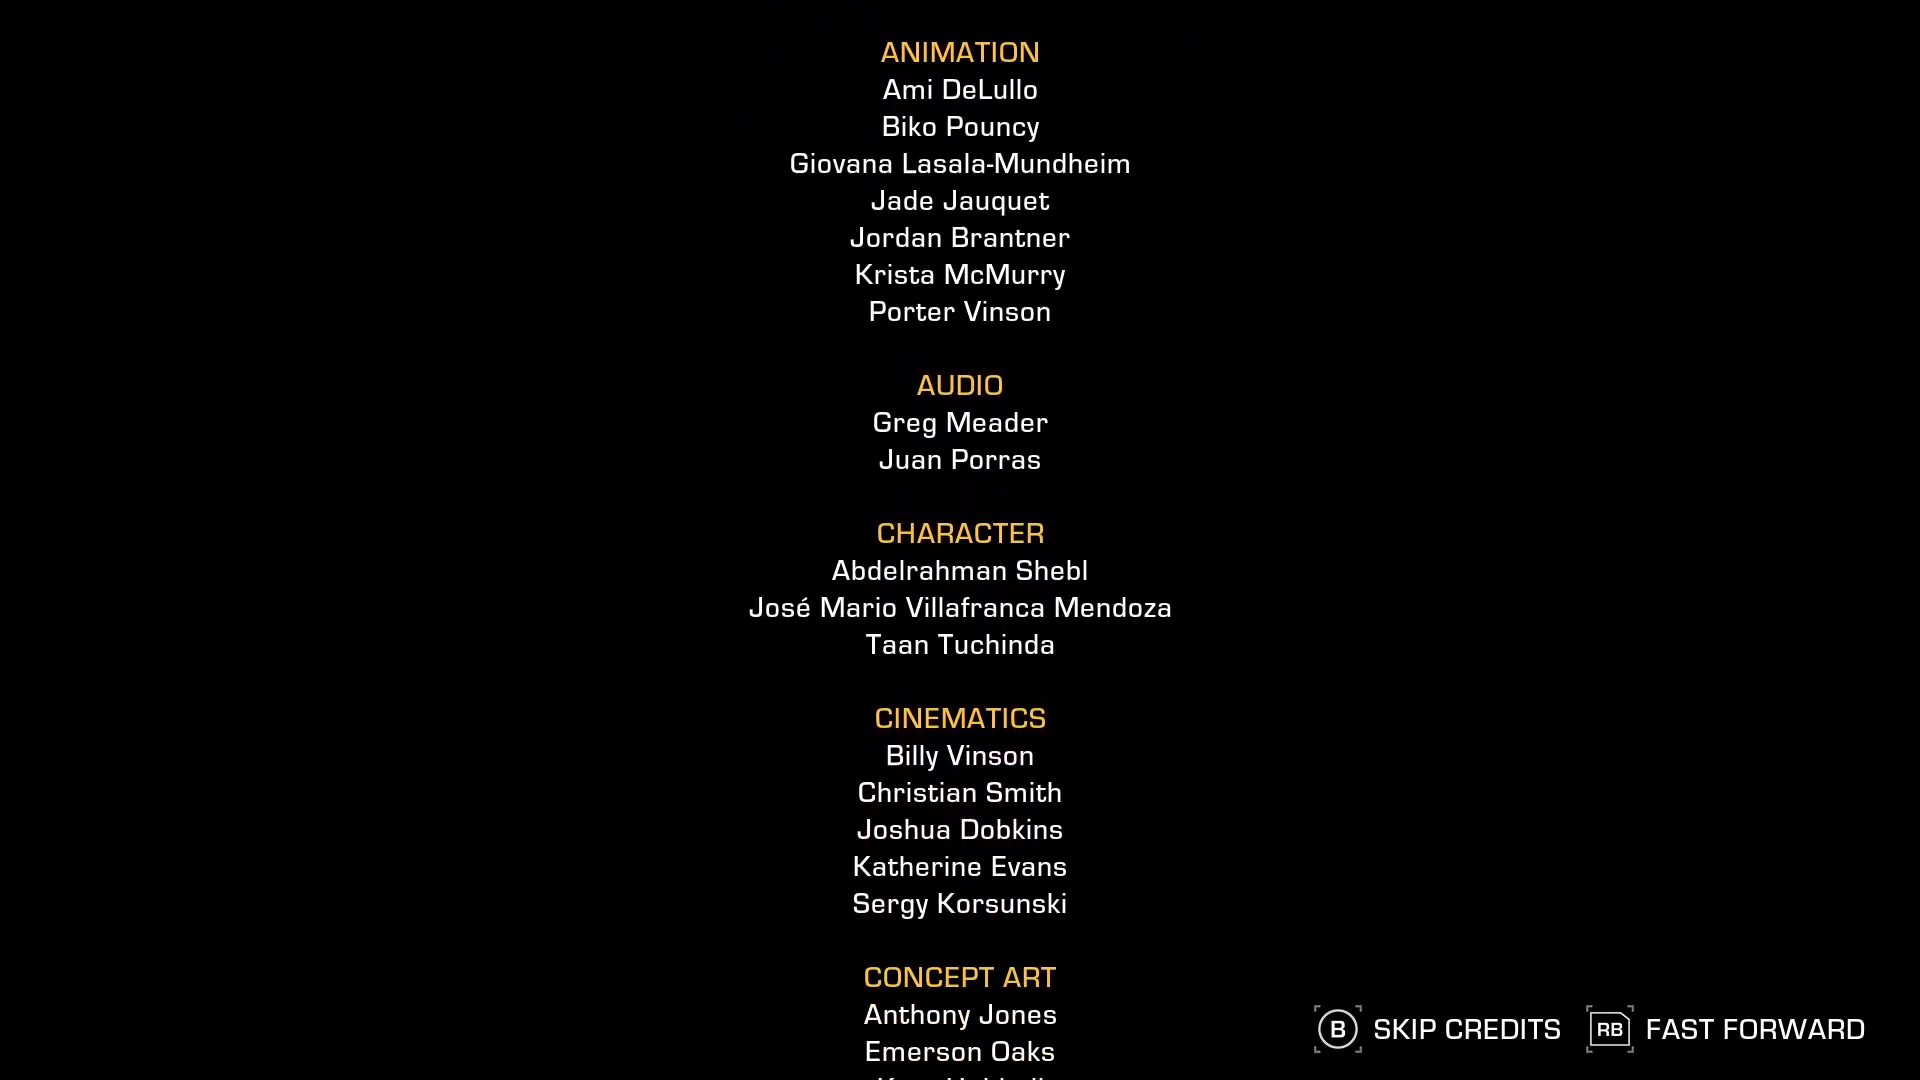 ANIMATION
Ami DeLullo
Biko Pouncy
Giovana Lasala-Mundheim
Jade Jauquet
Jordan Brantner
Krista McMurry
Porter Vinson
AUDIO
Greg Meader
Juan Porras
CHARACTER
Abdelrahman Shebl
José Mario Villafranca Mendoza
Taan Tuchinda
CINEMATICS
Billy Vinson
Christian Smith
Joshua Dobkins
Katherine Evans
Sergy Korsunski
CONCEPT ART
Anthony Jones
Emerson Oaks
B SKIP CREDITS RB FAST FORWARD